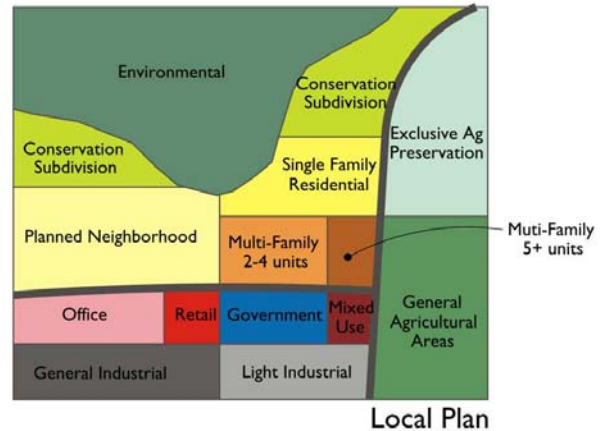 Environmental
Conservation
Subdivision
Conservation
Subdivision
Exclusive Ag
Preservation
Single Family
Residential
Planned Neighborhood
Multi-Family
2-4 units
Muti-Family
5+ units
Office
Retail
Government
Mixed
Use
General
Agricultural
Areas
General Industrial
Light Industrial
Local Plan